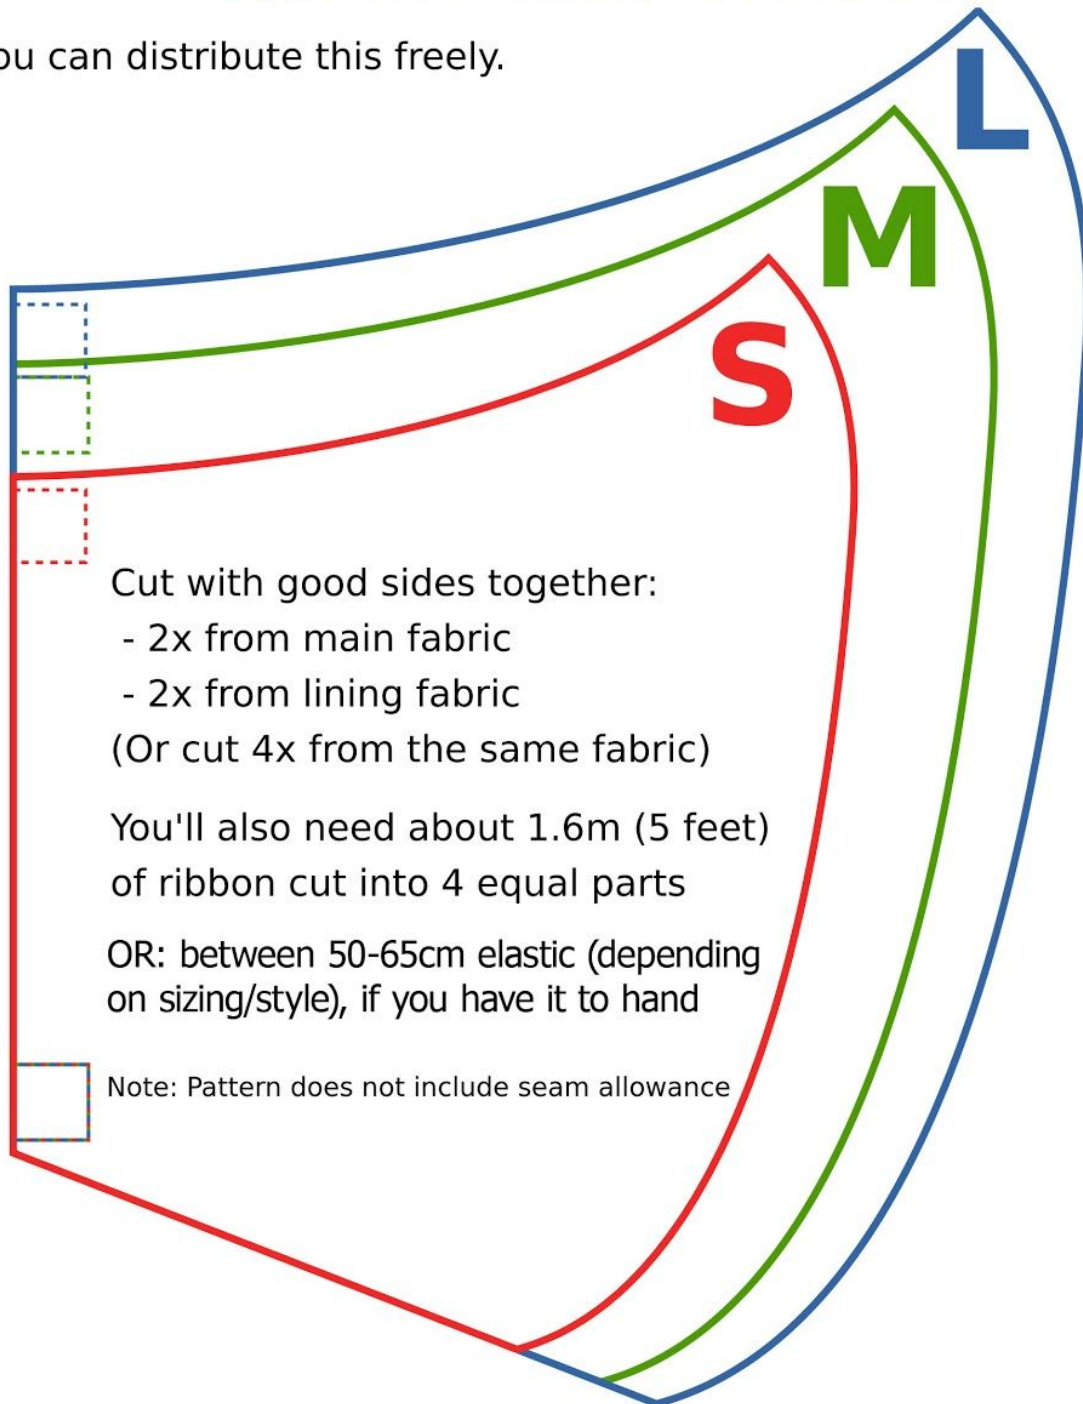 ou can distribute this freely.
L
M
S
Cut with good sides together:
- 2x from main fabric
- 2x from lining fabric
(Or cut 4x from the same fabric)
You'll also need about 1.6m (5 feet)
of ribbon cut into 4 equal parts
OR: between 50-65cm elastic (depending
on sizing/style), if you have it to hand
Note: Pattern does not include seam allowance